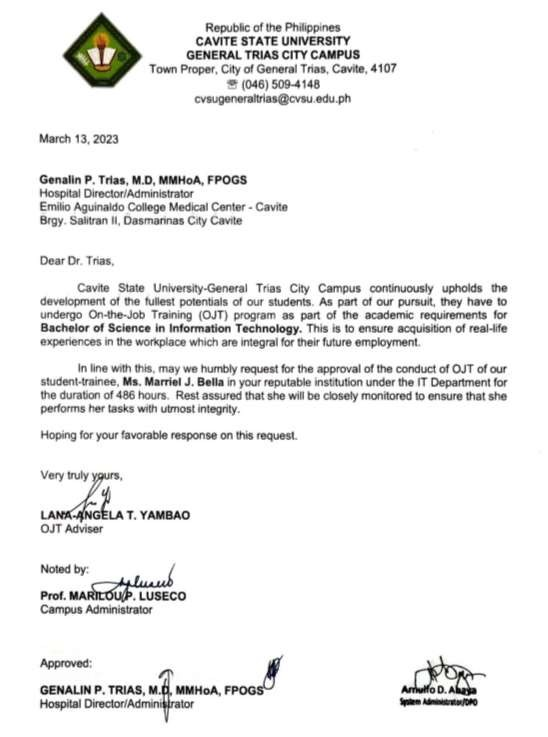 Republic of the Philippines
CAVITE STATE UNIVERSITY
GENERAL TRIAS CITY CAMPUS
Town Proper, City of General Trias, Cavite, 4107
☏ (046) 509-4148
cvsugeneraltrias@cvsu.edu.ph
March 13, 2023
Genalin P. Trias, M.D, MMHoA, FPOGS
Hospital Director/Administrator
Emilio Aguinaldo College Medical Center - Cavite
Brgy. Salitran II, Dasmarinas City Cavite
Dear Dr. Trias,
Cavite State University-General Trias City Campus continuously upholds the
development of the fullest potentials of our students. As part of our pursuit, they have to
undergo On-the-Job Training (OJT) program as part of the academic requirements for
Bachelor of Science in Information Technology. This is to ensure acquisition of real-life
experiences in the workplace which are integral for their future employment.
In line with this, may we humbly request for the approval of the conduct of OJT of our
student-trainee, Ms. Marriel J. Bella in your reputable institution under the IT Department for
the duration of 486 hours. Rest assured that she will be closely monitored to ensure that she
performs her tasks with utmost integrity.
Hoping for your favorable response on this request.
Very truly yours,
LANA-ANGELA T. YAMBAO
OJT Adviser
Noted by:
Prof. MARILOU P. LUSECO
Campus Administrator
Approved:
GENALIN P. TRIAS, M.D, MMHoA, FPOGS
Hospital Director/Administrator
Arnulfo D. Abaya
System Administrator/DPO